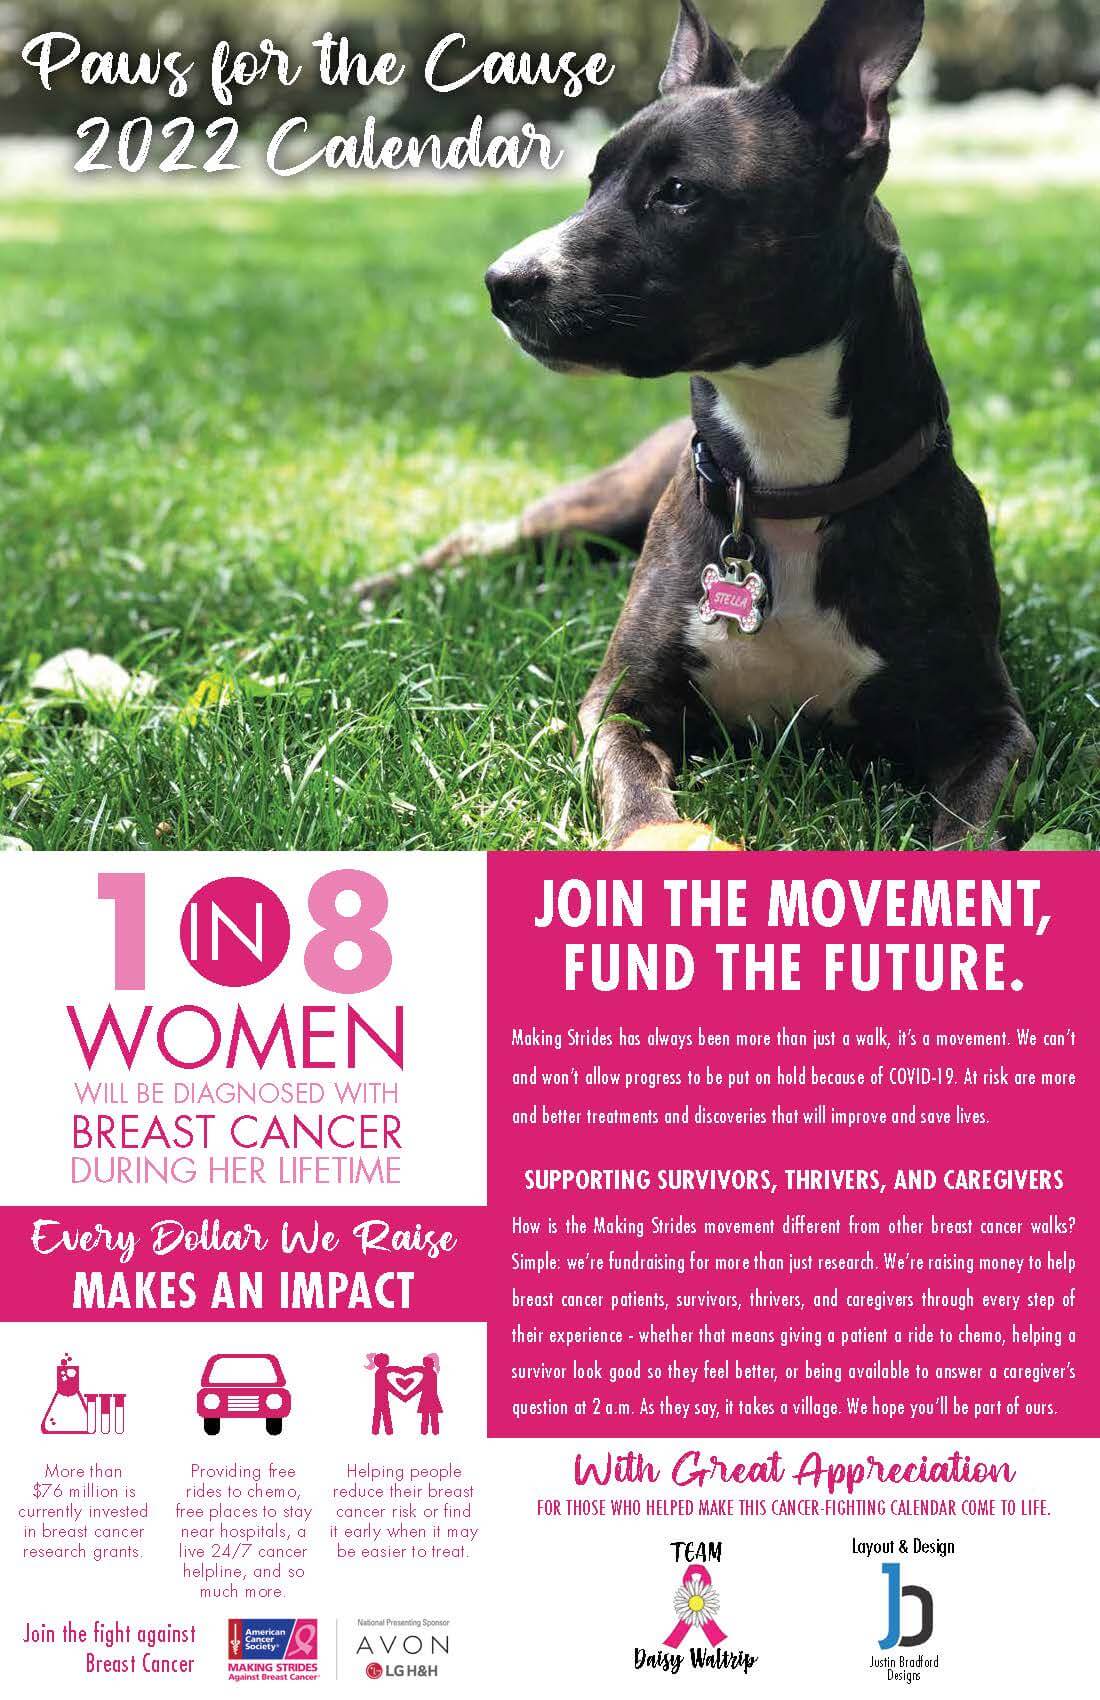 Paws for the Cause
2022 Calendar
STELLA
1 IN 8
WOMEN
WILL BE DIAGNOSED WITH
BREAST CANCER
DURING HER LIFETIME
Every Dollar We Raise
MAKES AN IMPACT
More than
$76 million is
currently invested
in breast cancer
research grants.
Providing free
rides to chemo,
free places to stay
near hospitals, a
live 24/7 cancer
helpline, and so
much more.
Helping people
reduce their breast
cancer risk or find
it early when it may
be easier to treat.
Join the fight against
Breast Cancer
American
Cancer
Society®
MAKING STRIDES
Against Breast Cancer®
National Presenting Sponsor
AVON
LG H&H
JOIN THE MOVEMENT,
FUND THE FUTURE.
Making Strides has always been more than just a walk, it's a movement. We can't
and won't allow progress to be put on hold because of COVID-19. At risk are more
and better treatments and discoveries that will improve and save lives.
SUPPORTING SURVIVORS, THRIVERS, AND CAREGIVERS
How is the Making Strides movement different from other breast cancer walks?
Simple: we're fundraising for more than just research. We're raising money to help
breast cancer patients, survivors, thrivers, and caregivers through every step of
their experience - whether that means giving a patient a ride to chemo, helping a
survivor look good so they feel better, or being available to answer a caregiver's
question at 2 a.m. As they say, it takes a village. We hope you'll be part of ours.
With Great Appreciation
FOR THOSE WHO HELPED MAKE THIS CANCER-FIGHTING CALENDAR COME TO LIFE.
TEAM
Daisy Waltrip
Layout & Design
jb
Justin Bradford
Designs